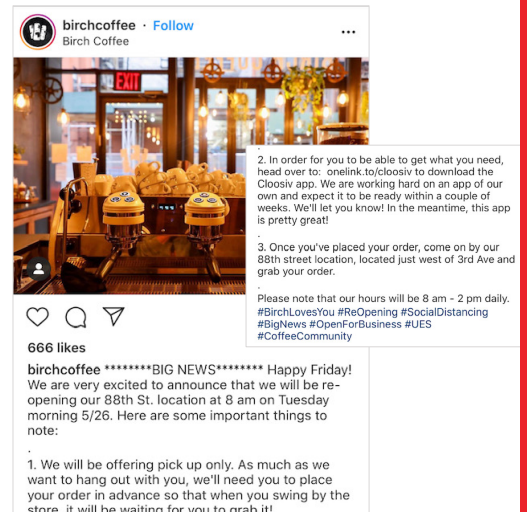 birchcoffee · Follow
Birch Coffee
EXIT
666 likes
birchcoffee ********BIG NEWS******** Happy Friday!
We are very excited to announce that we will be re-
opening our 88th St. location at 8 am on Tuesday
morning 5/26. Here are some important things to
note:
.
1. We will be offering pick up only. As much as we
want to hang out with you, we'll need you to place
your order in advance so that when you swing by the
store, it will be waiting for you to grab it!
.
2. In order for you to be able to get what you need,
head over to: onelink.to/cloosiv to download the
Cloosiv app. We are working hard on an app of our
own and expect it to be ready within a couple of
weeks. We'll let you know! In the meantime, this app
is pretty great!
.
3. Once you've placed your order, come on by our
88th street location, located just west of 3rd Ave and
grab your order.
.
Please note that our hours will be 8 am - 2 pm daily.
#BirchLovesYou #ReOpening #SocialDistancing
#BigNews #OpenForBusiness #UES
#CoffeeCommunity